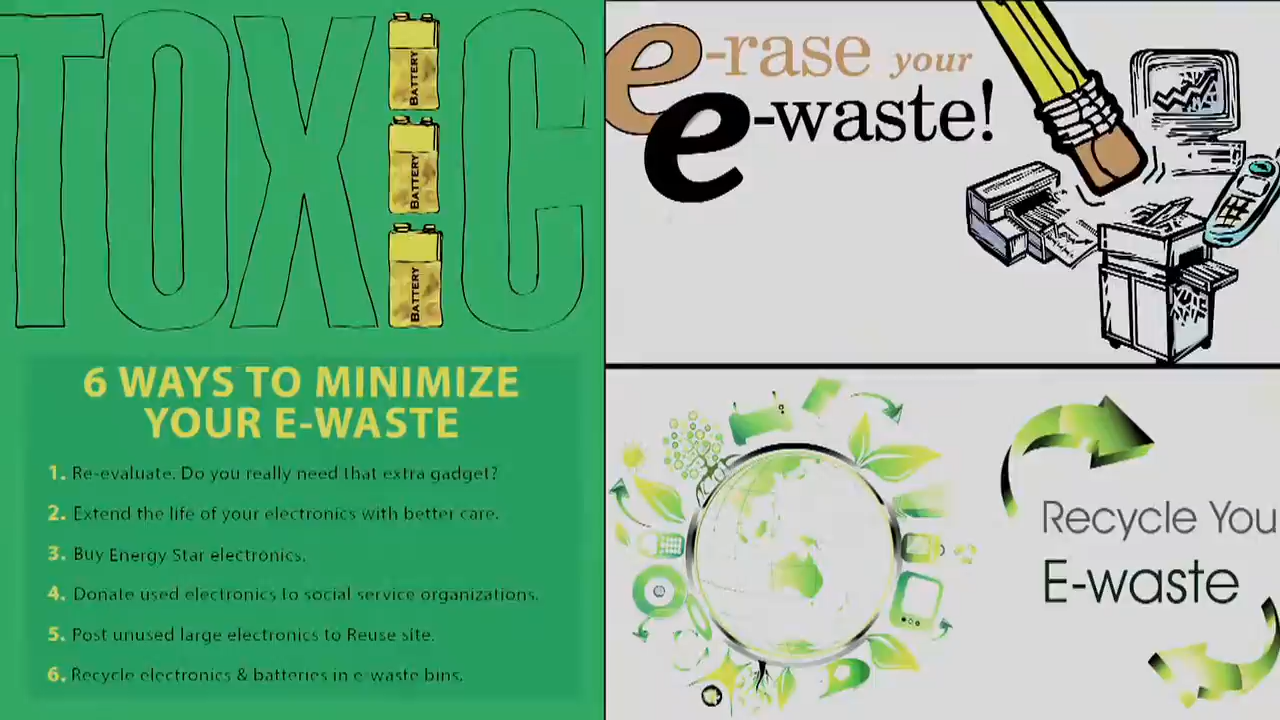 TOXIC
BATTERY
BATTERY
BATTERY
6 WAYS TO MINIMIZE
YOUR E-WASTE
1. Re-evaluate. Do you really need that extra gadget?
2. Extend the life of your electronics with better care.
3. Buy Energy Star electronics.
4. Donate used electronics to social service organizations.
5. Post unused large electronics to Reuse site.
6. Recycle electronics & batteries in e-waste bins.
e-rase your
e-waste!
Recycle You
E-waste